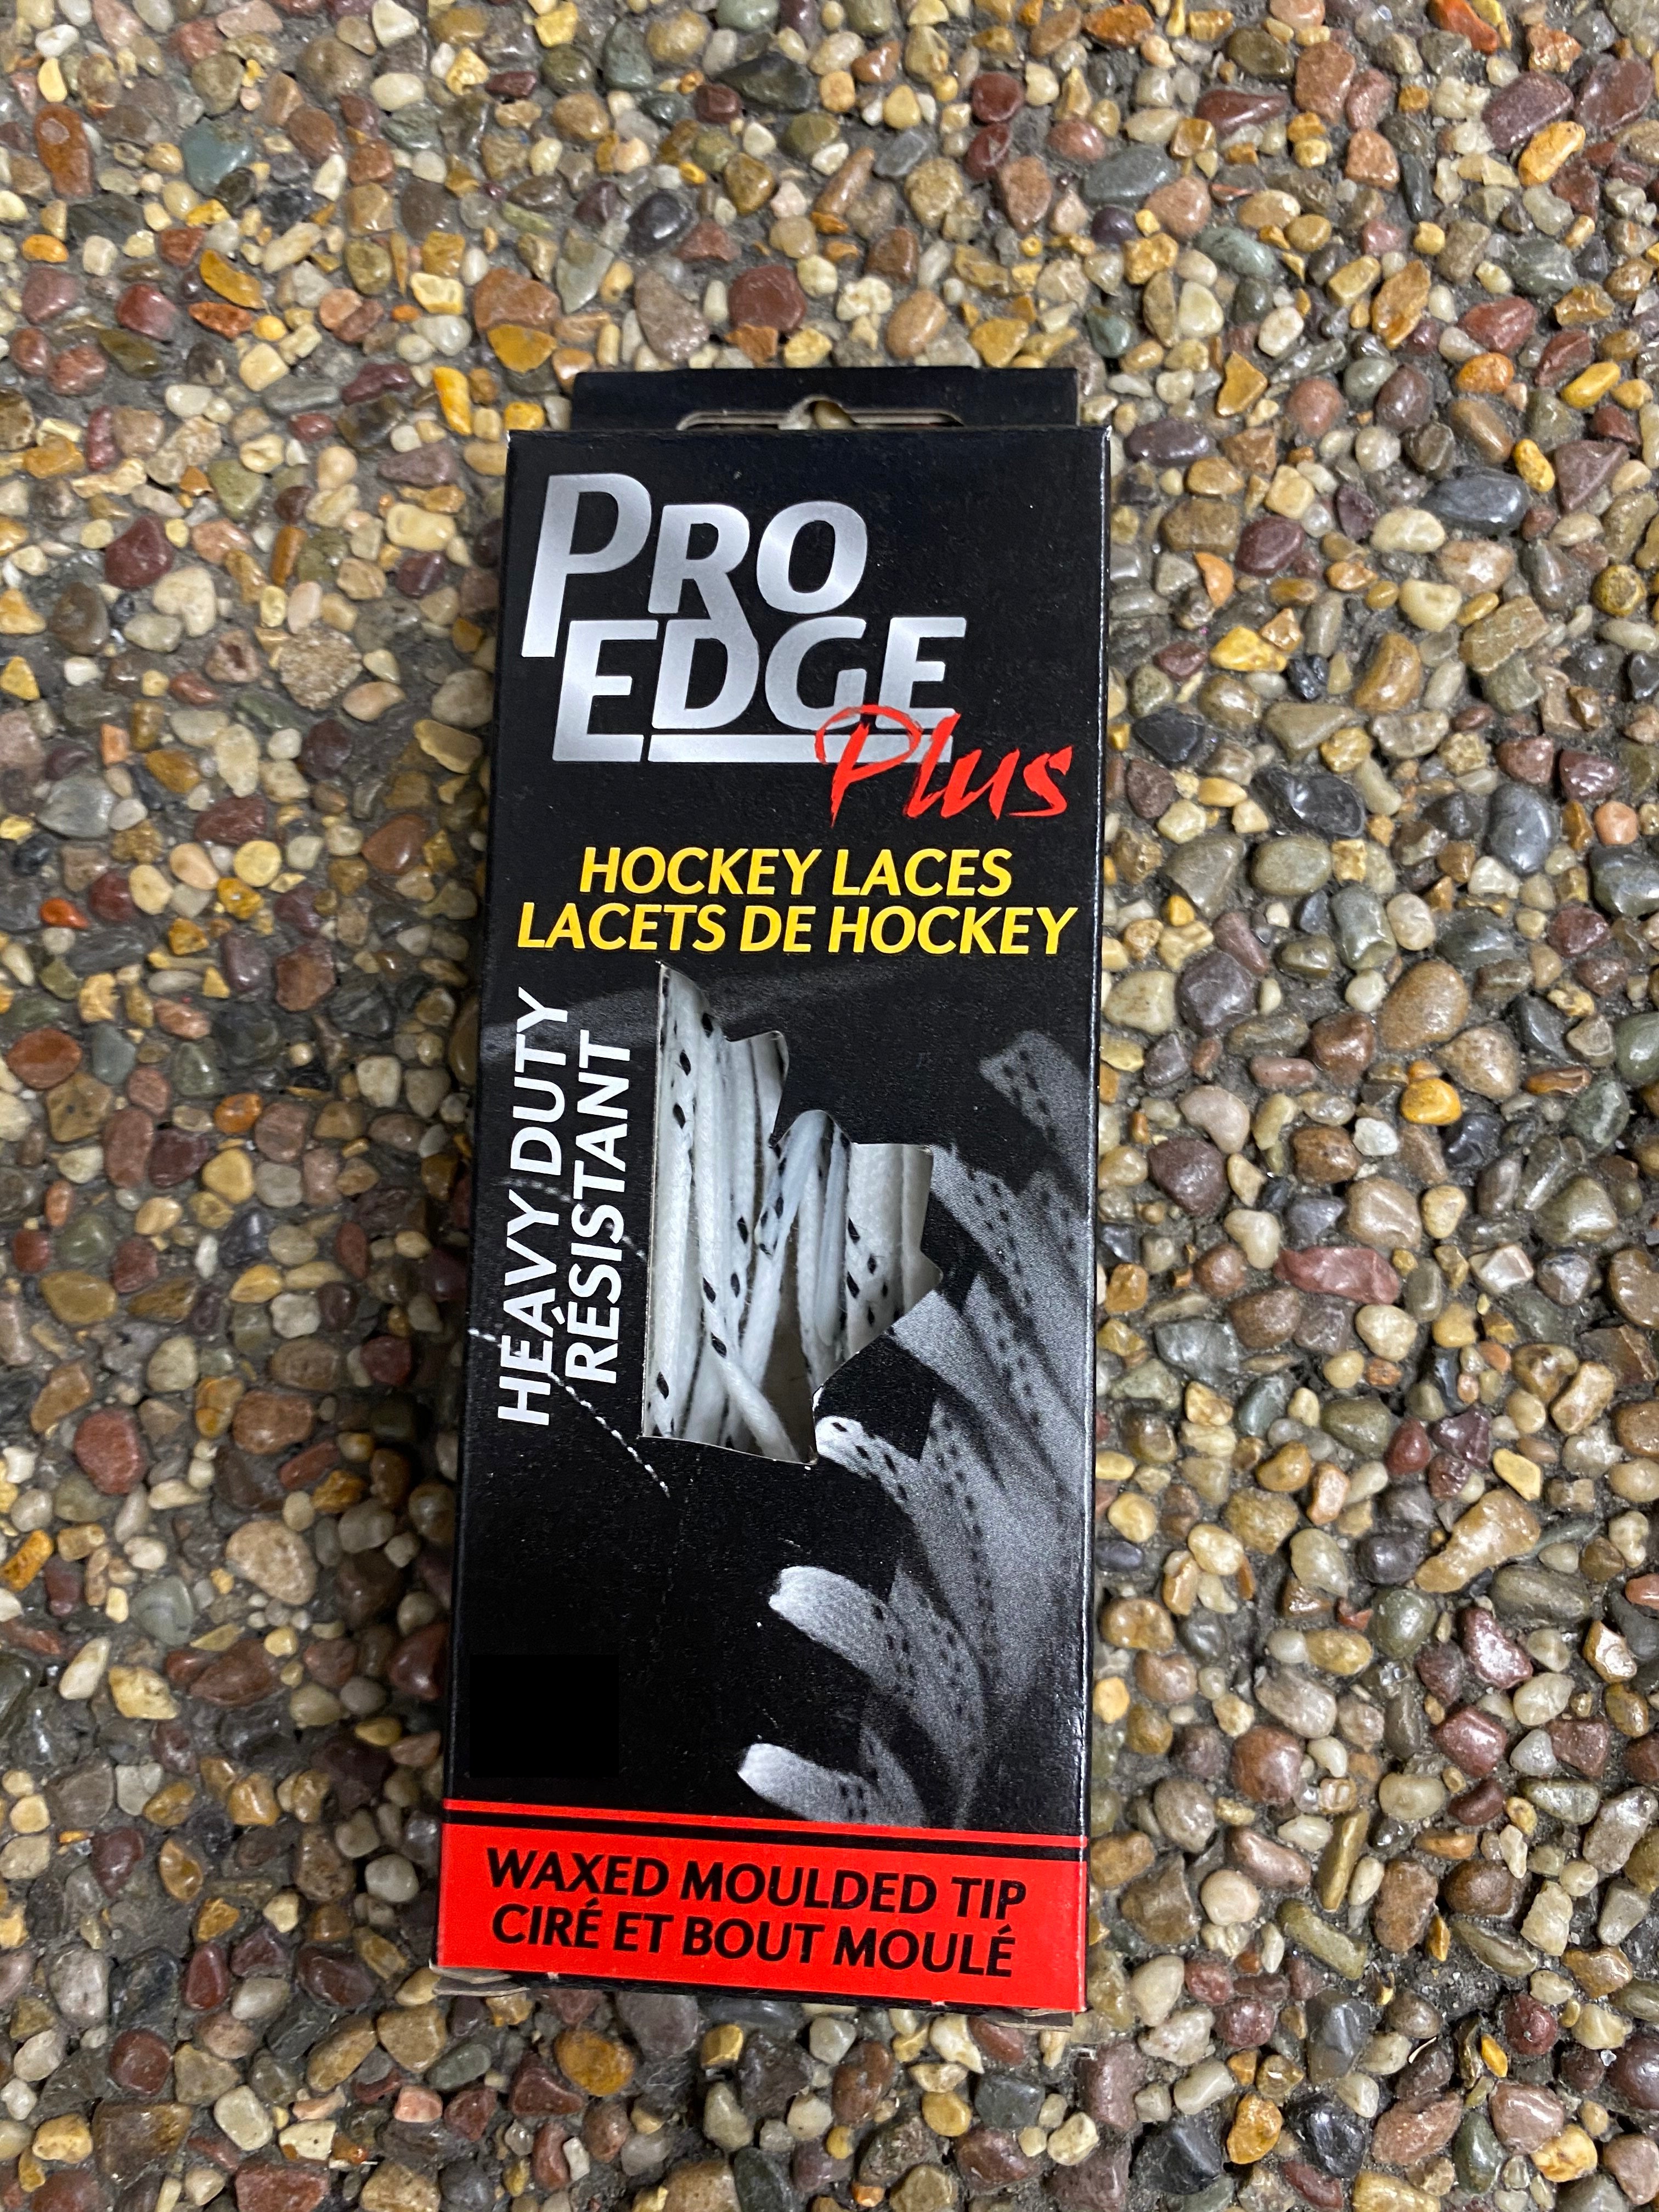 PRO
EDGE
Plus
HOCKEY LACES
LACETS DE HOCKEY
HEAVY DUTY
RÉSISTANT
WAXED MOULDED TIP
CIRÉ ET BOUT MOULÉ